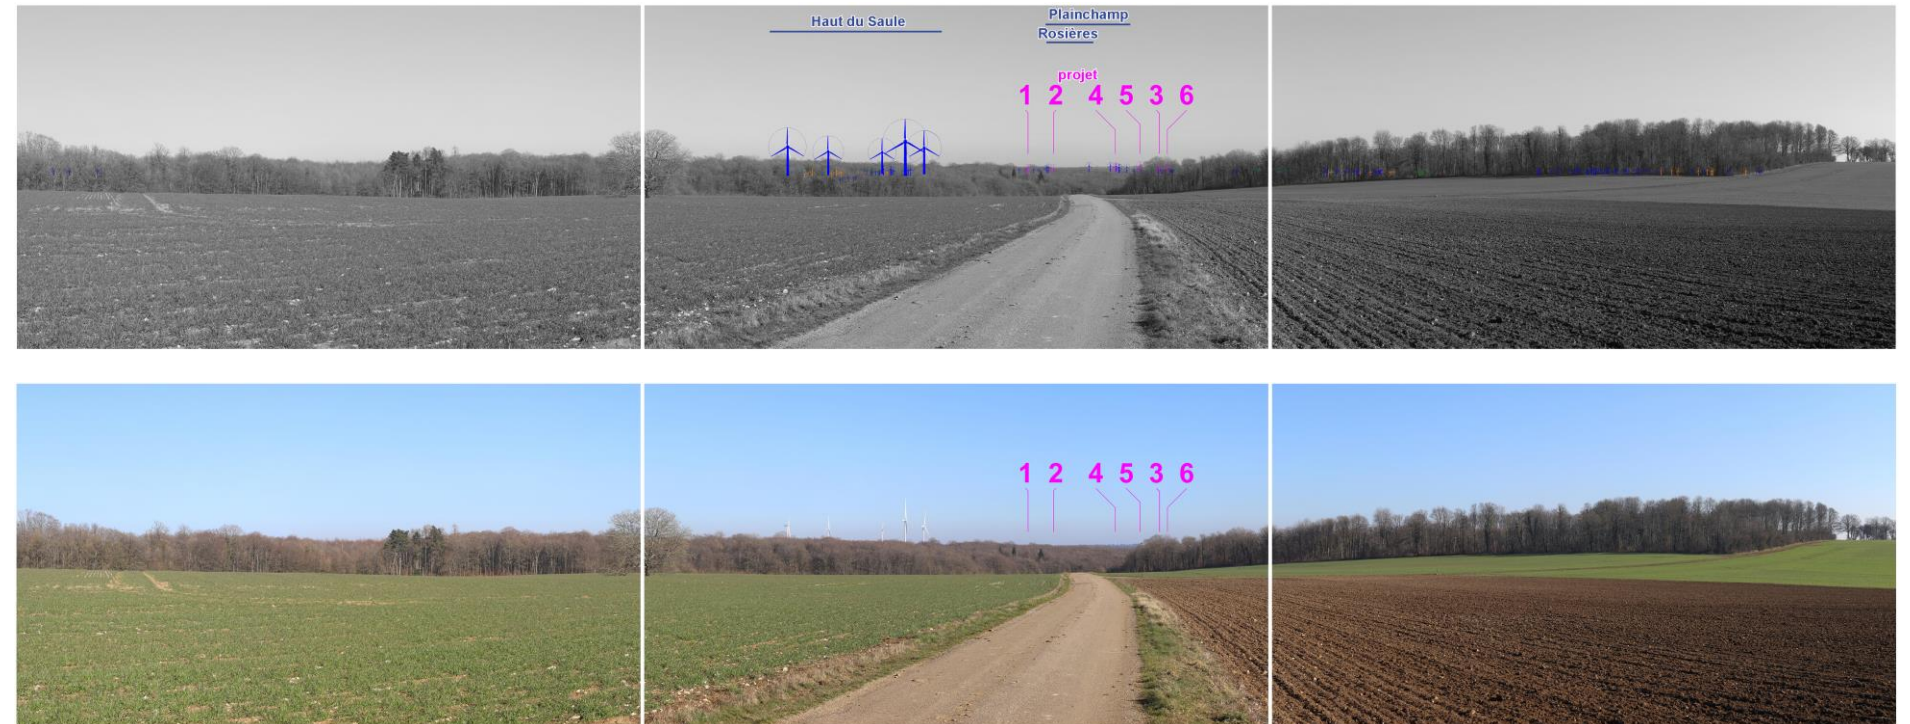 Haut du Saule
Plainchamp
Rosières
projet
1 2 4 5 3 6
1 2 4 5 3 6